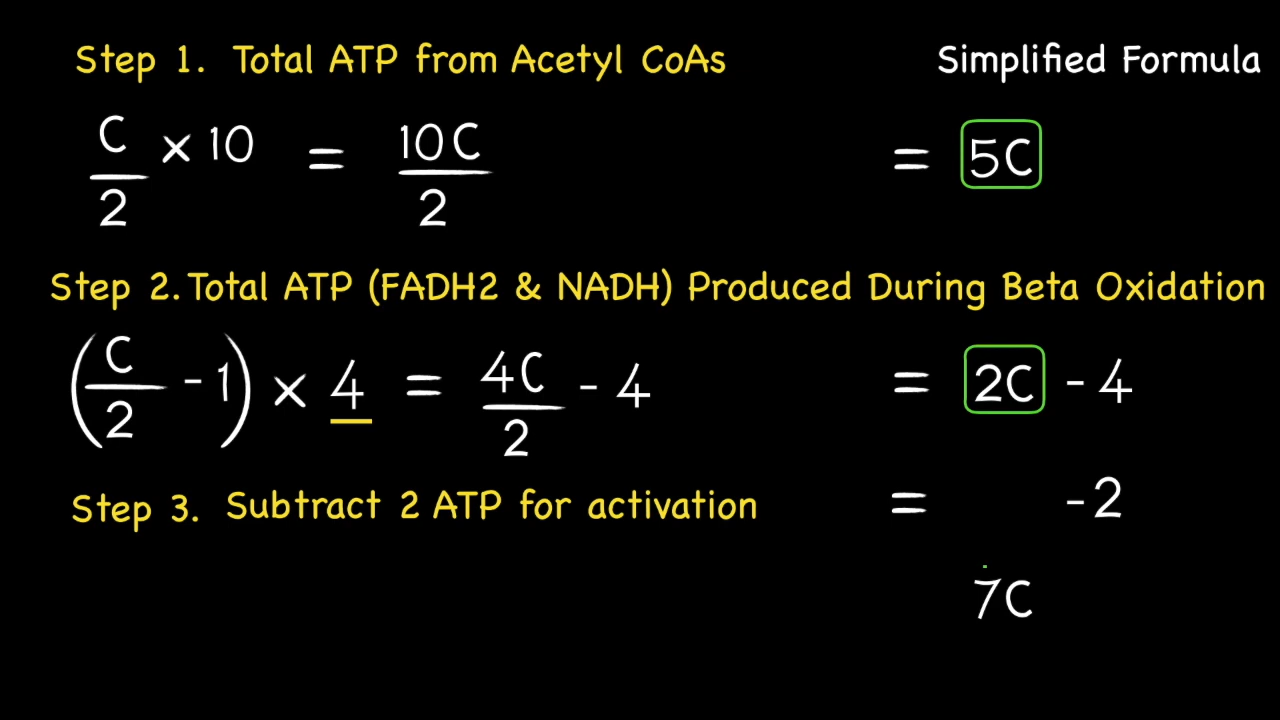 Step 1. Total ATP from Acetyl CoAs Simplified Formula
C/2 × 10 = 10C/2 = 5C
Step 2. Total ATP (FADH2 & NADH) Produced During Beta Oxidation
(C/2 - 1) × 4 = 4C/2 - 4 = 2C - 4
Step 3. Subtract 2 ATP for activation = -2
7C